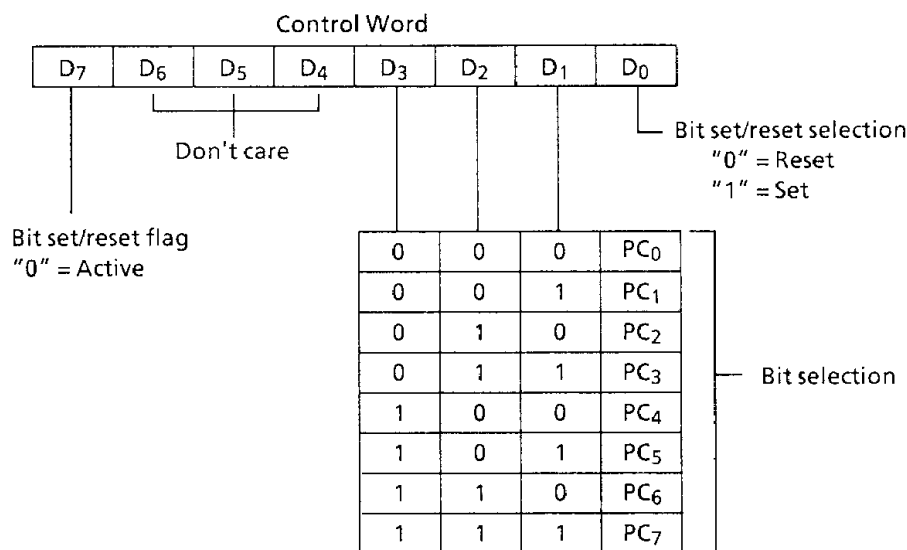 Control Word
D7 D6 D5 D4 D3 D2 D1 D0
Don't care
Bit set/reset selection
"0" = Reset
"1" = Set
Bit set/reset flag
"0" = Active
0 0 0 PC0
0 0 1 PC1
0 1 0 PC2
0 1 1 PC3
1 0 0 PC4
1 0 1 PC5
1 1 0 PC6
1 1 1 PC7
Bit selection